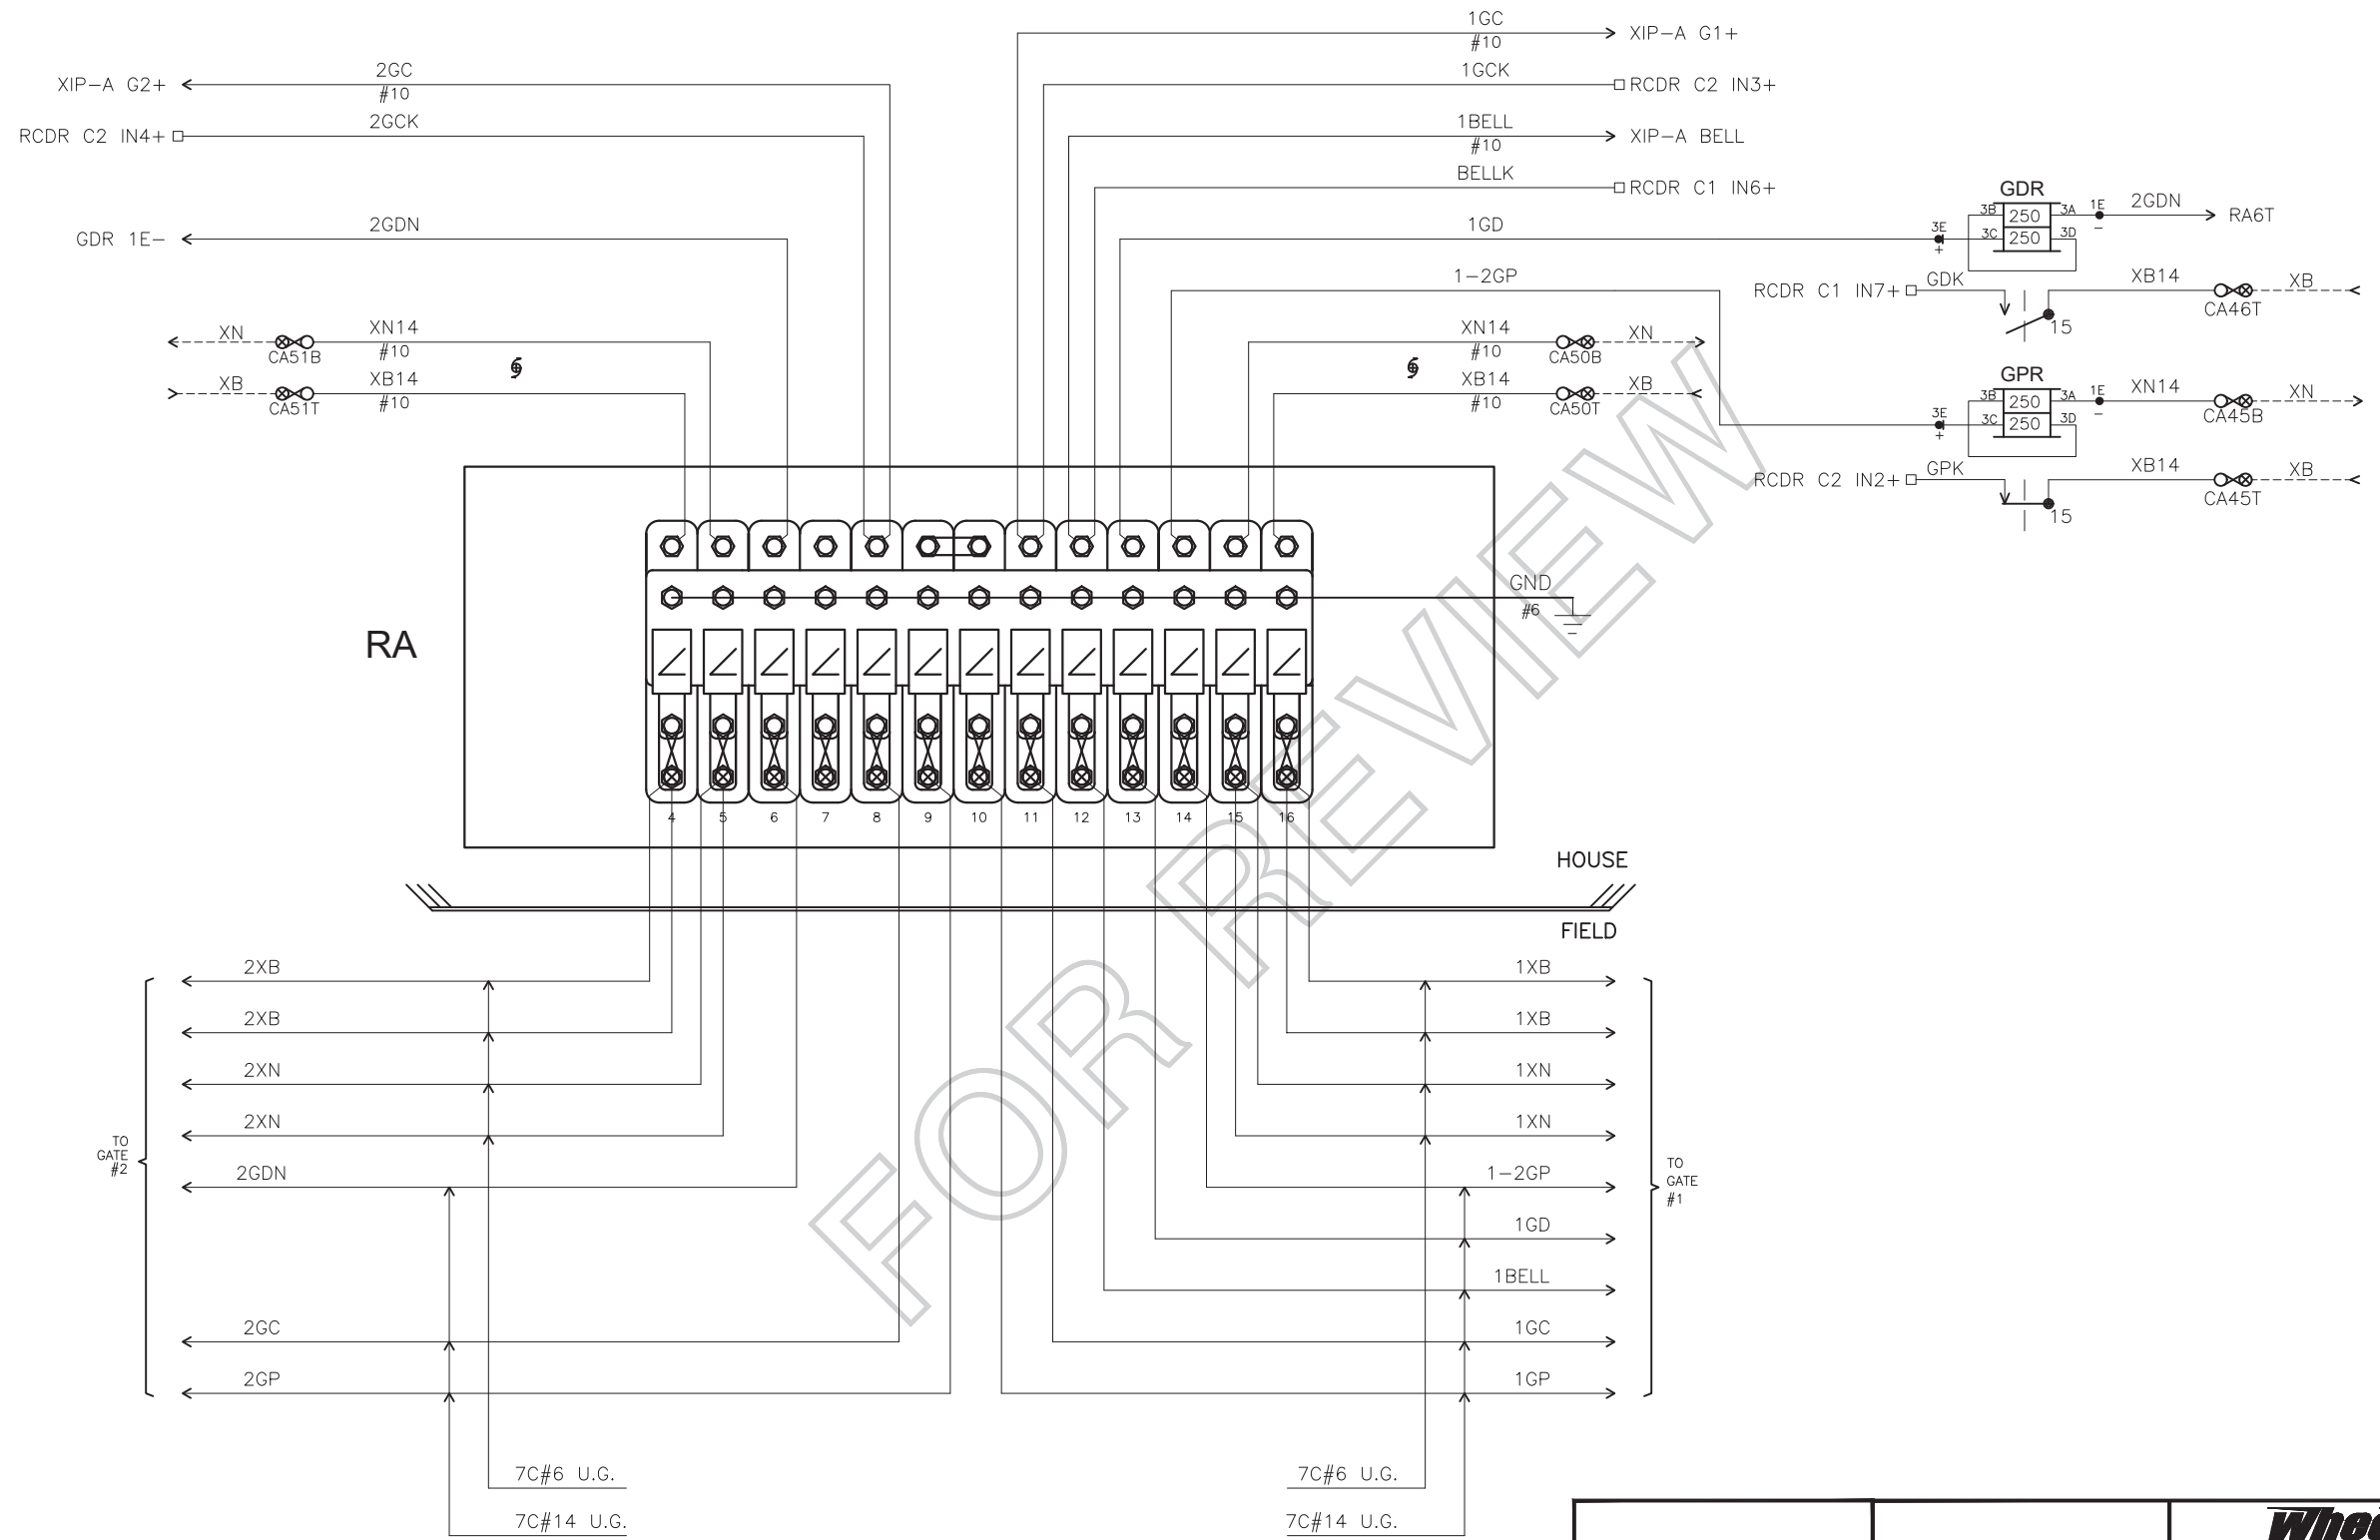 1GC
#10
XIP-A G1+
2GC
#10
XIP-A G2+
1GCK
RCDR C2 IN3+
2GCK
RCDR C2 IN4+
1BELL
#10
XIP-A BELL
BELLK
RCDR C1 IN6+
GDR 1E-
2GDN
1GD
3E
+
GDR
3B
250
3A
1E
-
2GDN
RA6T
3C
250
3D
1-2GP
RCDR C1 IN7+
GDK
15
XB14
CA46T
XB
XN
CA51B
XN14
#10
XN14
#10
CA50B
XN
XB
CA51T
XB14
#10
XB14
#10
CA50T
XB
GPR
3B
250
3A
1E
-
XN14
CA45B
XN
3E
+
3C
250
3D
RCDR C2 IN2+
GPK
15
XB14
CA45T
XB
GND
#6
RA
4 5 6 7 8 9 10 11 12 13 14 15 16
HOUSE
FIELD
2XB
2XB
2XN
2XN
2GDN
2GC
2GP
TO
GATE
#2
1XB
1XB
1XN
1XN
1-2GP
1GD
1BELL
1GC
1GP
TO
GATE
#1
7C#6 U.G.
7C#14 U.G.
7C#6 U.G.
7C#14 U.G.
FOR REVIEW